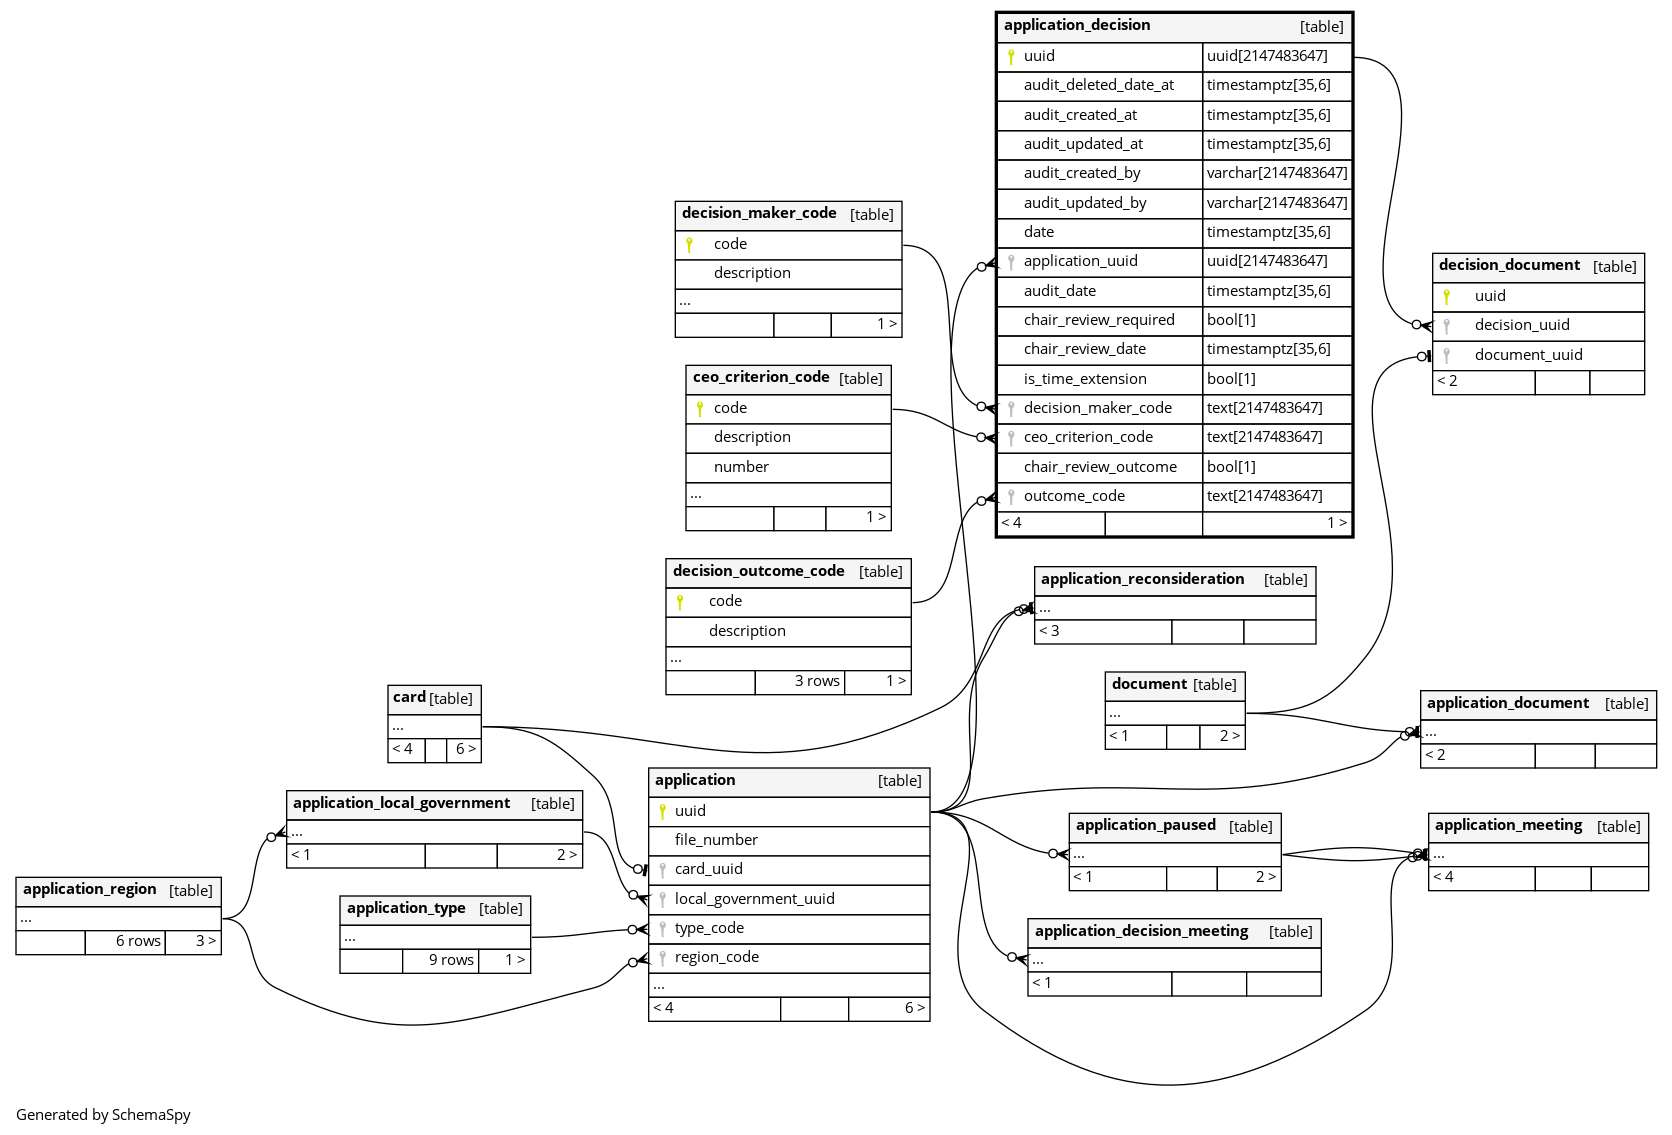 application_decision [table]
uuid uuid[2147483647]
audit_deleted_date_at timestamptz[35,6]
audit_created_at timestamptz[35,6]
audit_updated_at timestamptz[35,6]
audit_created_by varchar[2147483647]
audit_updated_by varchar[2147483647]
date timestamptz[35,6]
application_uuid uuid[2147483647]
audit_date timestamptz[35,6]
chair_review_required bool[1]
chair_review_date timestamptz[35,6]
is_time_extension bool[1]
decision_maker_code text[2147483647]
ceo_criterion_code text[2147483647]
chair_review_outcome bool[1]
outcome_code text[2147483647]
< 4 1 >
decision_maker_code [table]
code
description
...
1 >
decision_document [table]
uuid
decision_uuid
document_uuid
< 2
ceo_criterion_code [table]
code
description
number
...
1 >
decision_outcome_code [table]
code
description
...
3 rows 1 >
application_reconsideration [table]
...
< 3
document [table]
...
< 1 2 >
card [table]
...
< 4 6 >
application_document [table]
...
< 2
application [table]
uuid
file_number
card_uuid
local_government_uuid
type_code
region_code
...
< 4 6 >
application_local_government [table]
...
< 1 2 >
application_paused [table]
...
< 1 2 >
application_meeting [table]
...
< 4
application_region [table]
...
6 rows 3 >
application_type [table]
...
9 rows 1 >
application_decision_meeting [table]
...
< 1
Generated by SchemaSpy